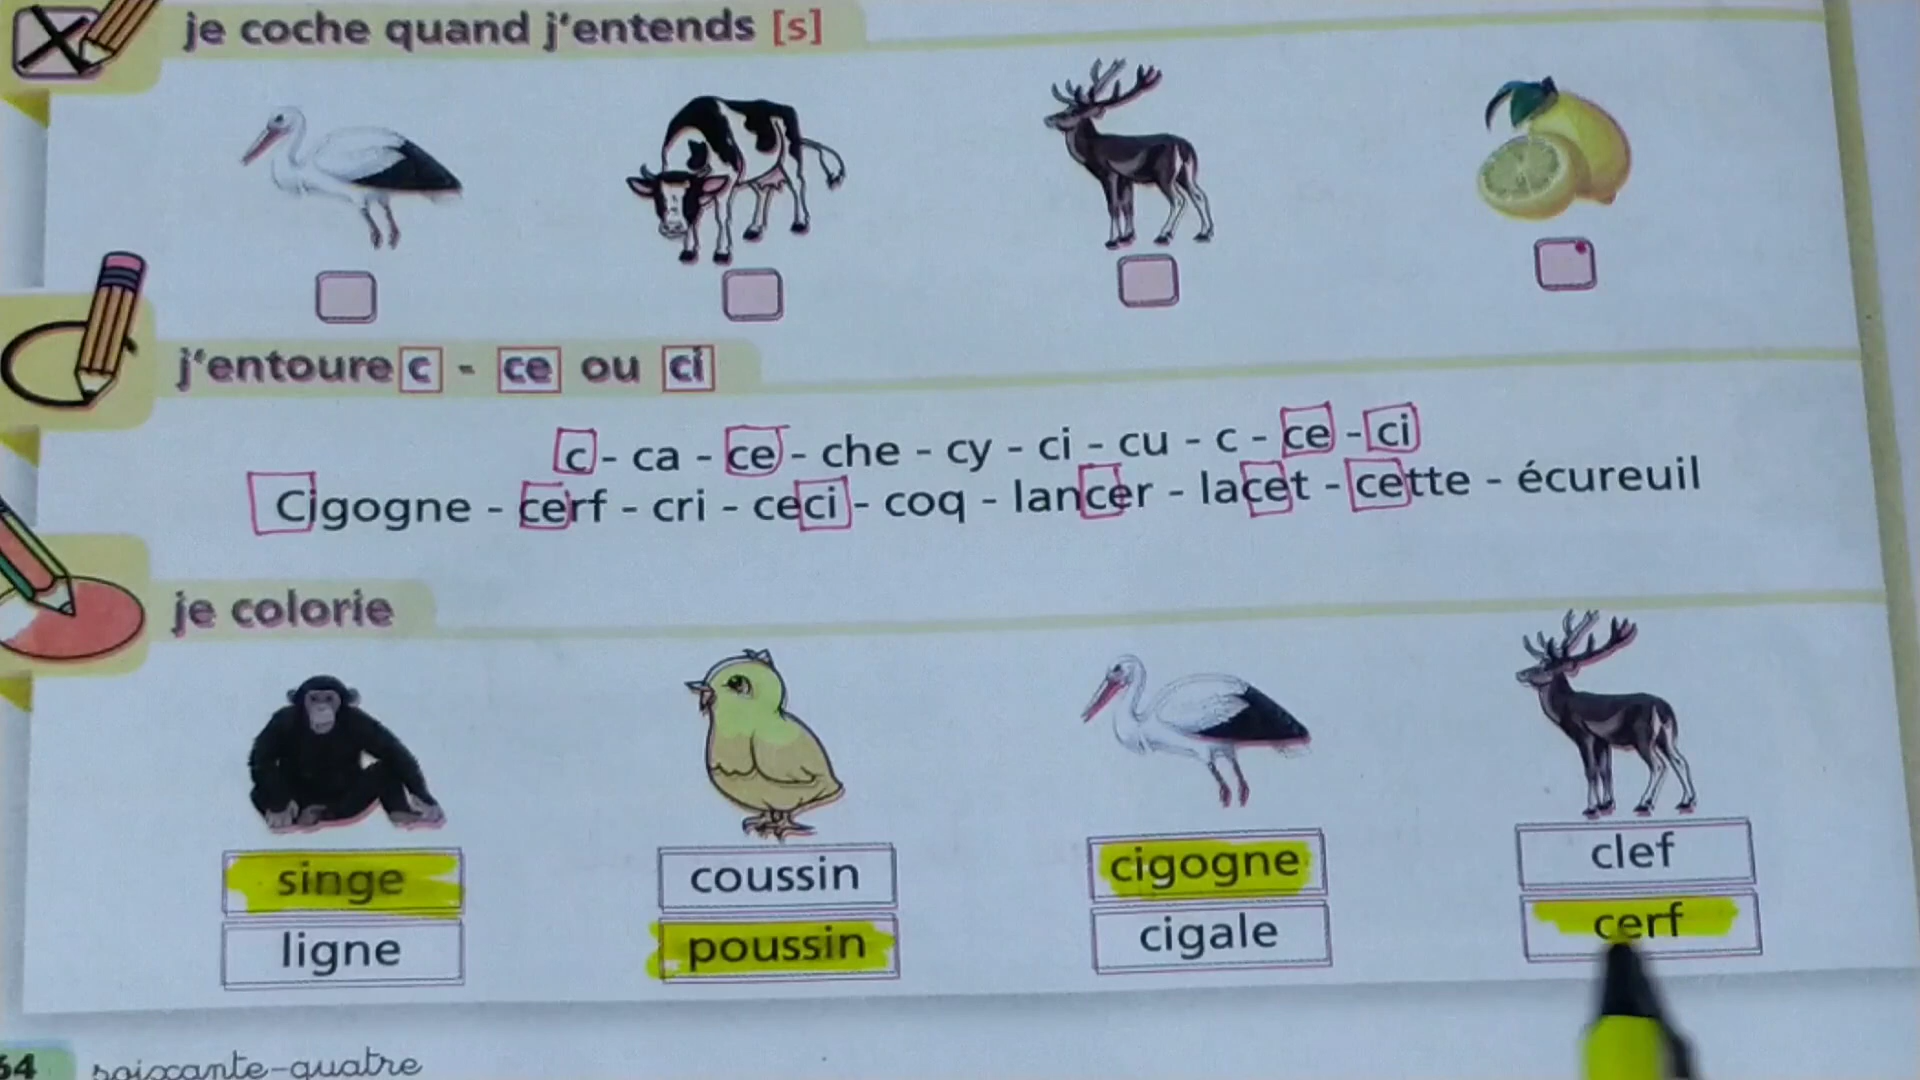 je coche quand j'entends [s]
j'entoure c - ce ou ci
c - ca - ce - che - cy - ci - cu - c - ce - ci
Cigogne - cerf - cri - ceci - coq - lancer - lacet - cette - écureuil
je colorie
singe
coussin
cigogne
clef
ligne
poussin
cigale
cerf
64 soixante-quatre